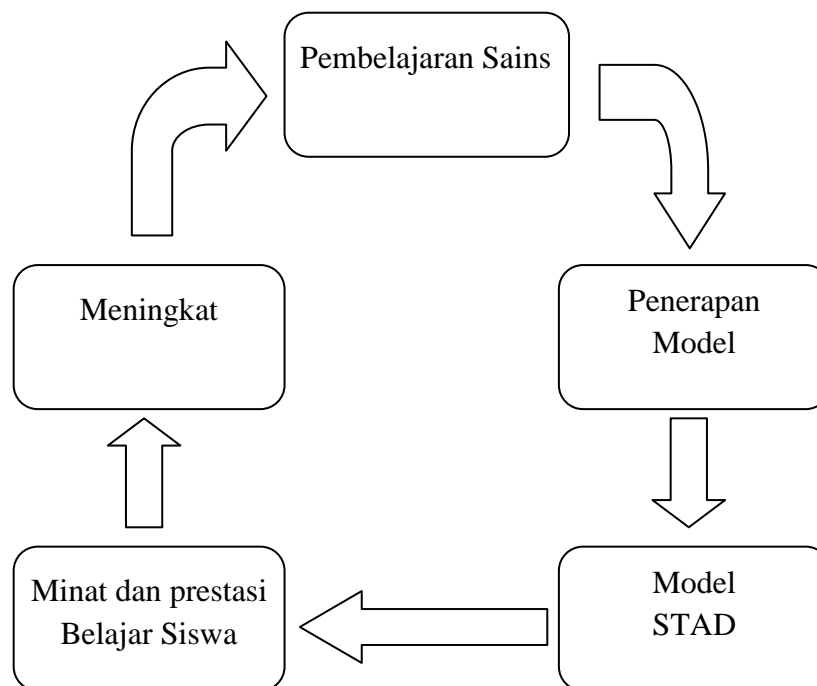 Pembelajaran Sains
Penerapan
Model
Model
STAD
Minat dan prestasi
Belajar Siswa
Meningkat